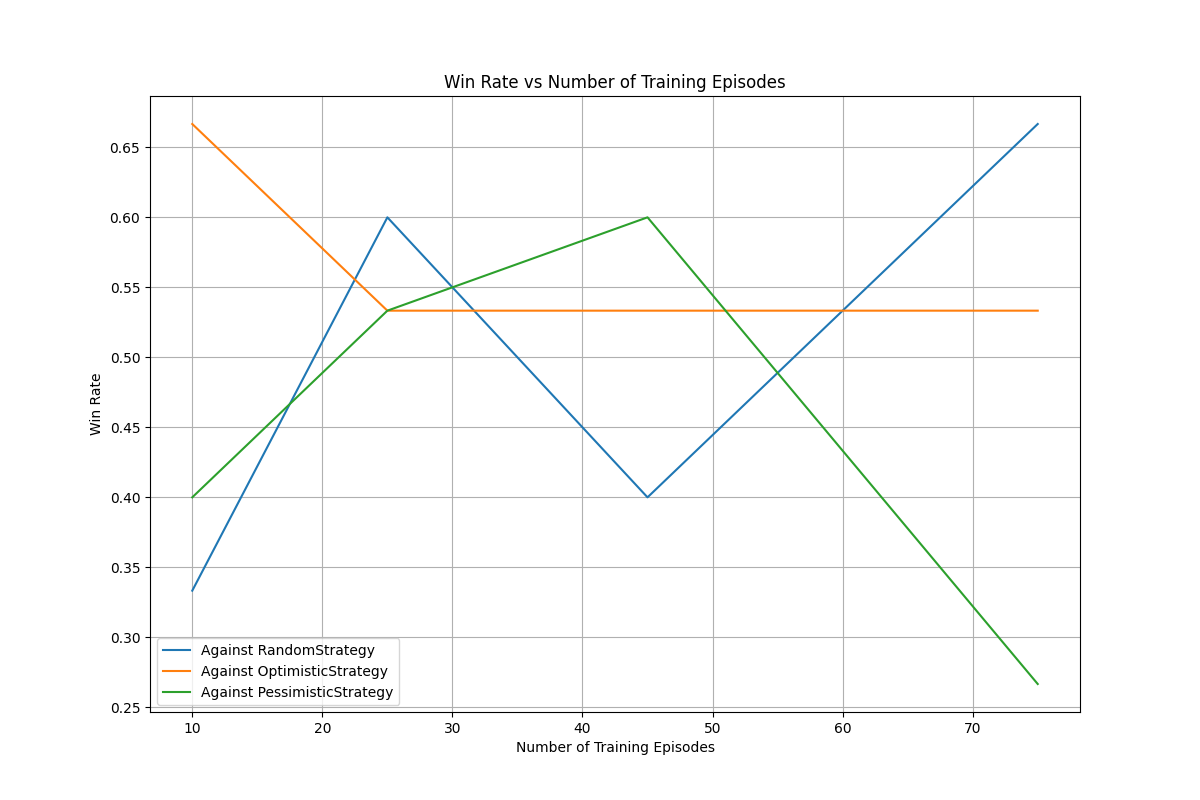 Win Rate vs Number of Training Episodes
0.65
0.60
0.55
0.50
0.45
0.40
0.35
0.30
0.25
Win Rate
Against RandomStrategy
Against OptimisticStrategy
Against PessimisticStrategy
10 20 30 40 50 60 70
Number of Training Episodes